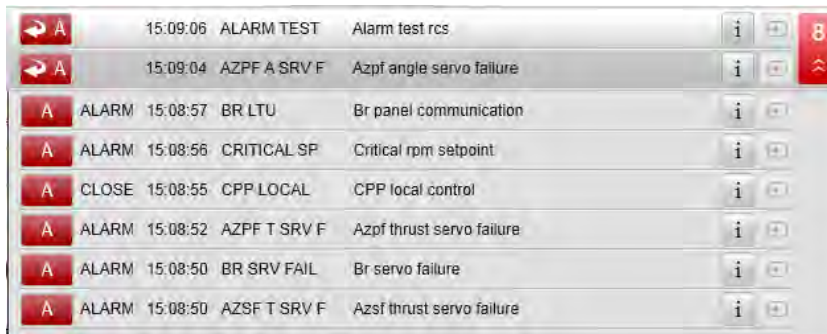 A 15:09:06 ALARM TEST Alarm test rcs i 8
A 15:09:04 AZPF A SRV F Azpf angle servo failure i
A ALARM 15:08:57 BR LTU Br panel communication i
A ALARM 15:08:56 CRITICAL SP Critical rpm setpoint i
A CLOSE 15:08:55 CPP LOCAL CPP local control i
A ALARM 15:08:52 AZPF T SRV F Azpf thrust servo failure i
A ALARM 15:08:50 BR SRV FAIL Br servo failure i
A ALARM 15:08:50 AZSF T SRV F Azsf thrust servo failure i